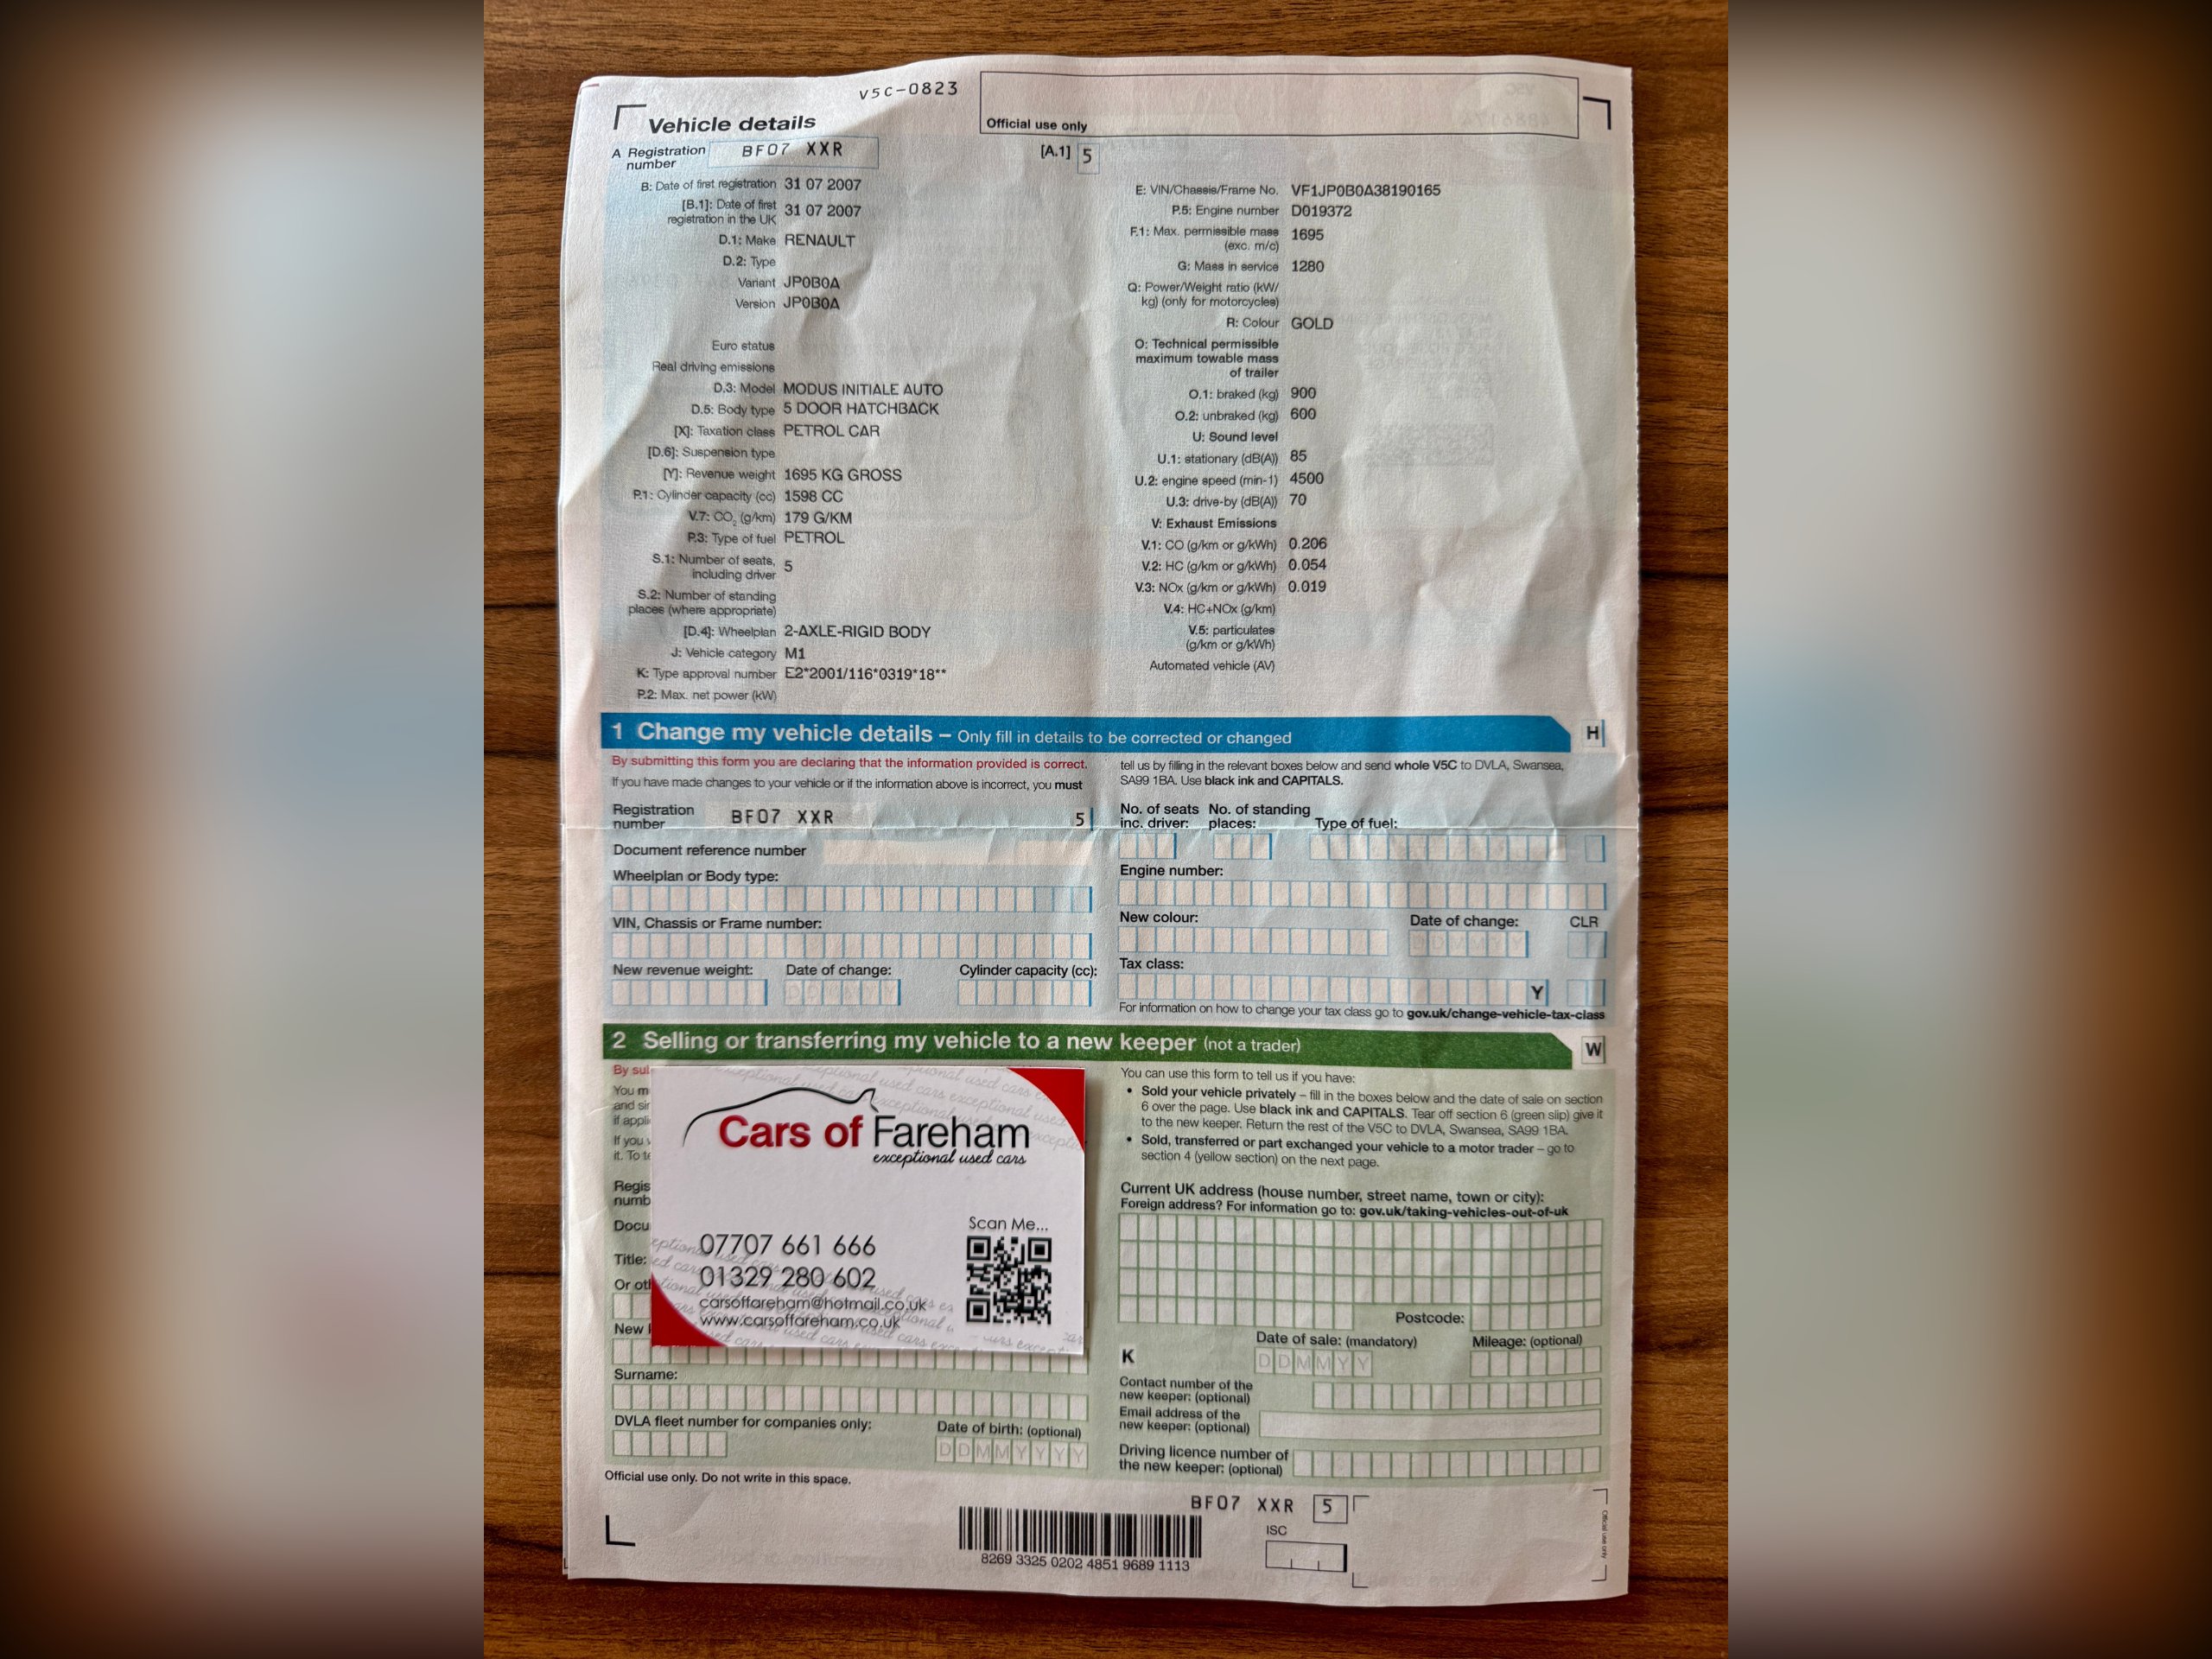 V5C-0823
Official use only
Vehicle details
A Registration number BF07 XXR [A.1] 5
B: Date of first registration 31 07 2007
[B.1]: Date of first registration in the UK 31 07 2007
D.1: Make RENAULT
D.2: Type
Variant JP0B0A
Version JP0B0A
Euro status
Real driving emissions
D.3: Model MODUS INITIALE AUTO
D.5: Body type 5 DOOR HATCHBACK
[X]: Taxation class PETROL CAR
[D.6]: Suspension type
[Y]: Revenue weight 1695 KG GROSS
P.1: Cylinder capacity (cc) 1598 CC
V.7: CO2 (g/km) 179 G/KM
P.3: Type of fuel PETROL
S.1: Number of seats, including driver 5
S.2: Number of standing places (where appropriate)
[D.4]: Wheelplan 2-AXLE-RIGID BODY
J: Vehicle category M1
K: Type approval number E2*2001/116*0319*18**
P.2: Max. net power (kW)
E: VIN/Chassis/Frame No. VF1JP0B0A38190165
P.5: Engine number D019372
F.1: Max. permissible mass (exc. m/c) 1695
G: Mass in service 1280
Q: Power/Weight ratio (kW/kg) (only for motorcycles)
R: Colour GOLD
O: Technical permissible maximum towable mass of trailer
O.1: braked (kg) 900
O.2: unbraked (kg) 600
U: Sound level
U.1: stationary (dB(A)) 85
U.2: engine speed (min-1) 4500
U.3: drive-by (dB(A)) 70
V: Exhaust Emissions
V.1: CO (g/km or g/kWh) 0.206
V.2: HC (g/km or g/kWh) 0.054
V.3: NOx (g/km or g/kWh) 0.019
V.4: HC+NOx (g/km)
V.5: particulates (g/km or g/kWh)
Automated vehicle (AV)
1 Change my vehicle details – Only fill in details to be corrected or changed H
By submitting this form you are declaring that the information provided is correct.
If you have made changes to your vehicle or if the information above is incorrect, you must
tell us by filling in the relevant boxes below and send whole V5C to DVLA, Swansea,
SA99 1BA. Use black ink and CAPITALS.
Registration number BF07 XXR 5
Document reference number
Wheelplan or Body type:
VIN, Chassis or Frame number:
New revenue weight: Date of change: Cylinder capacity (cc):
No. of seats inc. driver: No. of standing places: Type of fuel:
Engine number:
New colour: Date of change: CLR
Tax class:
Y
For information on how to change your tax class go to gov.uk/change-vehicle-tax-class
2 Selling or transferring my vehicle to a new keeper (not a trader) W
By
You
and
If
If you
it. To
Title:
Or
New
Surname:
DVLA fleet number for companies only: Date of birth: (optional)
DDMMYYYY
Official use only. Do not write in this space.
Cars of Fareham
exceptional used cars
Scan Me...
07707 661 666
01329 280 602
carsoffareham@hotmail.co.uk
www.carsoffareham.co.uk
You can use this form to tell us if you have:
• Sold your vehicle privately – fill in the boxes below and the date of sale on section
6 over the page. Use black ink and CAPITALS. Tear off section 6 (green slip) give it
to the new keeper. Return the rest of the V5C to DVLA, Swansea, SA99 1BA.
• Sold, transferred or part exchanged your vehicle to a motor trader – go to
section 4 (yellow section) on the next page.
Current UK address (house number, street name, town or city):
Foreign address? For information go to: gov.uk/taking-vehicles-out-of-uk
Postcode:
Date of sale: (mandatory) Mileage: (optional)
K DDMMYY
Contact number of the new keeper: (optional)
Email address of the new keeper: (optional)
Driving licence number of the new keeper: (optional)
BF07 XXR 5
ISC
8269 3325 0202 4851 9689 1113
Official use only